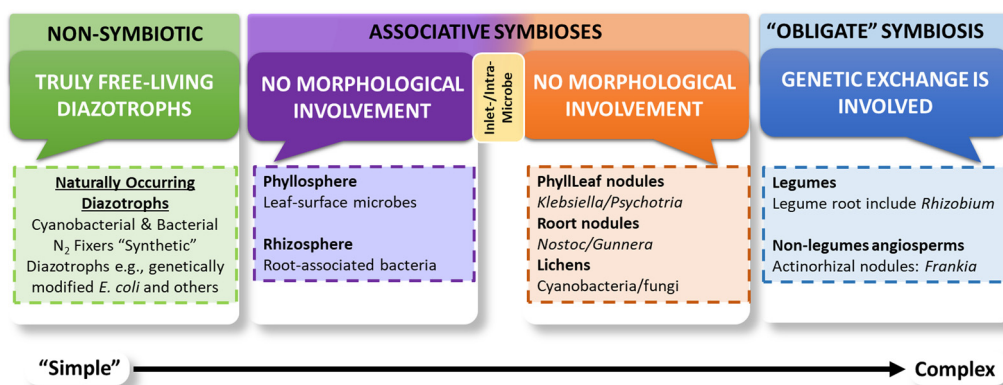 NON-SYMBIOTIC
ASSOCIATIVE SYMBIOSES
“OBLIGATE” SYMBIOSIS
TRULY FREE-LIVING
DIAZOTROPHS
NO MORPHOLOGICAL
INVOLVEMENT
Inlet-/Intra-
Microbe
NO MORPHOLOGICAL
INVOLVEMENT
GENETIC EXCHANGE IS
INVOLVED
Naturally Occurring
Diazotrophs
Cyanobacterial & Bacterial
N₂ Fixers “Synthetic”
Diazotrophs e.g., genetically
modified E. coli and others
Phyllosphere
Leaf-surface microbes
Rhizosphere
Root-associated bacteria
PhyllLeaf nodules
Klebsiella/Psychotria
Roort nodules
Nostoc/Gunnera
Lichens
Cyanobacteria/fungi
Legumes
Legume root include Rhizobium
Non-legumes angiosperms
Actinorhizal nodules: Frankia
“Simple”
Complex